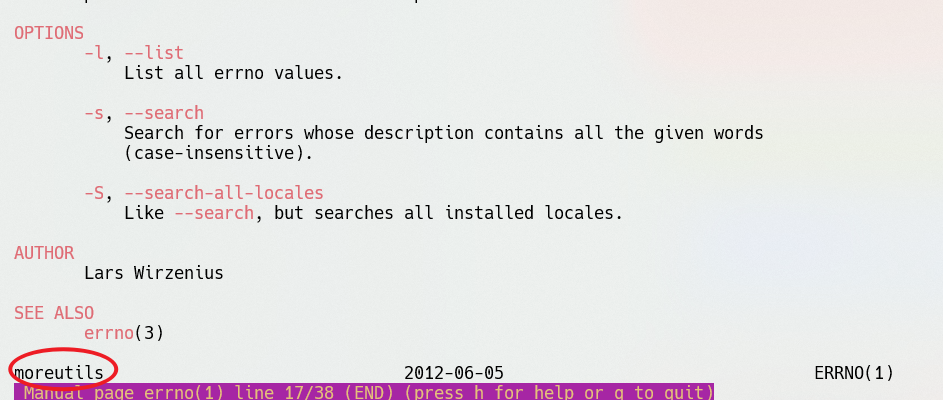 OPTIONS
-l, --list
List all errno values.
-s, --search
Search for errors whose description contains all the given words
(case-insensitive).
-S, --search-all-locales
Like --search, but searches all installed locales.
AUTHOR
Lars Wirzenius
SEE ALSO
errno(3)
moreutils 2012-06-05 ERRNO(1)
Manual page errno(1) line 17/38 (END) (press h for help or q to quit)